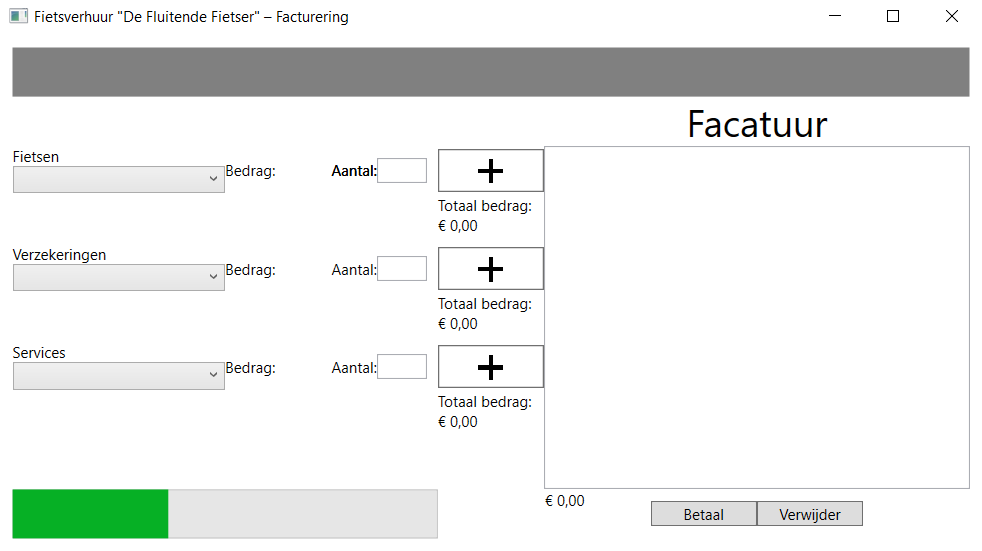 Fietsverhuur "De Fluitende Fietser" – Facturering
Facatuur
Fietsen
Bedrag:
Aantal:
Totaal bedrag:
€ 0,00
Verzekeringen
Bedrag:
Aantal:
Totaal bedrag:
€ 0,00
Services
Bedrag:
Aantal:
Totaal bedrag:
€ 0,00
€ 0,00
Betaal
Verwijder